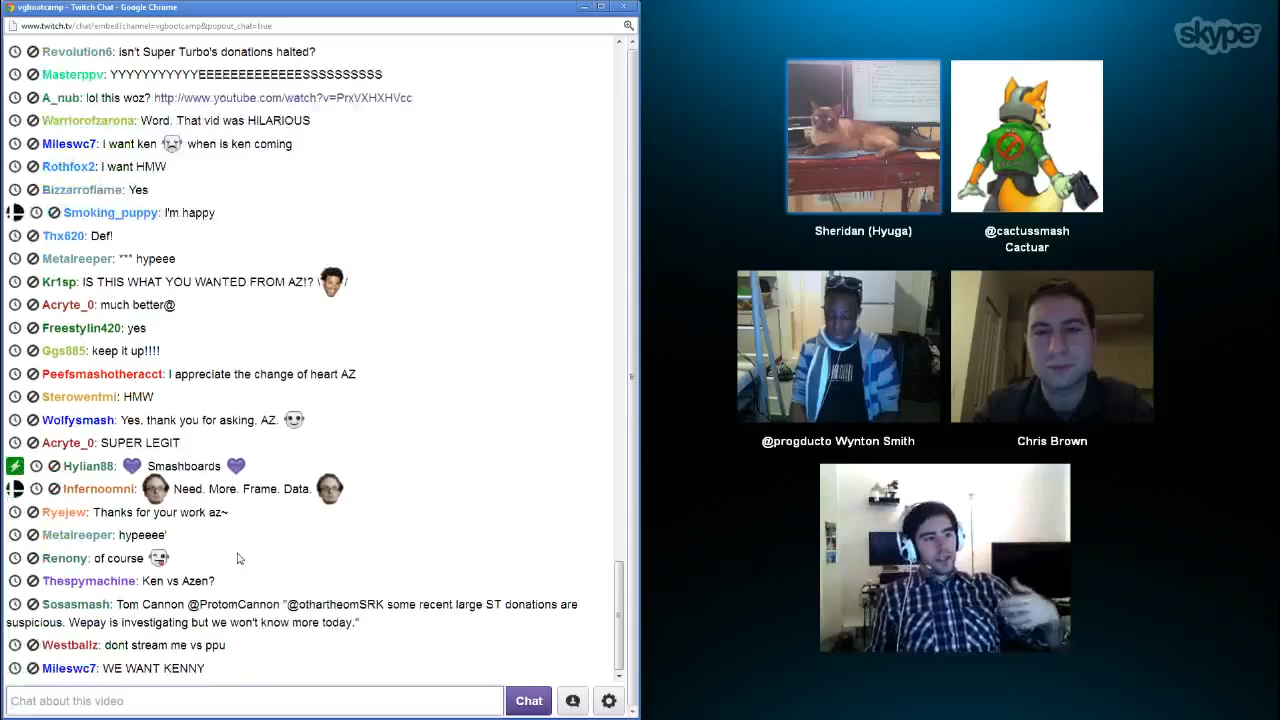 vgbootcamp - Twitch Chat - Google Chrome
www.twitch.tv/chat/embed?channel=vgbootcamp&popout_chat=true
Revolution6: isn't Super Turbo's donations halted?
Masterppv: YYYYYYYYYYYEEEEEEEEEEEEESSSSSSSSSS
A_nub: lol this woz? http://www.youtube.com/watch?v=PrxVXHXHVcc
Warriorofzarona: Word. That vid was HILARIOUS
Mileswc7: I want ken when is ken coming
Rothfox2: i want HMW
Bizzarroflame: Yes
Smoking_puppy: I'm happy
Thx620: Def!
Metalreeper: *** hypeee
Kr1sp: IS THIS WHAT YOU WANTED FROM AZ!? \ /
Acryte_0: much better@
Freestylin420: yes
Ggs885: keep it up!!!!
Peefsmashotheracct: I appreciate the change of heart AZ
Sterowentmi: HMW
Wolfysmash: Yes, thank you for asking, AZ.
Acryte_0: SUPER LEGIT
Hylian88: Smashboards
Infernoomni: Need. More. Frame. Data.
Ryejew: Thanks for your work az~
Metalreeper: hypeeee'
Renony: of course
Thespymachine: Ken vs Azen?
Sosasmash: Tom Cannon @ProtomCannon "@othartheomSRK some recent large ST donations are
suspicious. Wepay is investigating but we won't know more today."
Westballz: dont stream me vs ppu
Mileswc7: WE WANT KENNY
Chat about this video
Chat
skype
Sheridan (Hyuga)
@cactussmash
Cactuar
@progducto Wynton Smith
Chris Brown